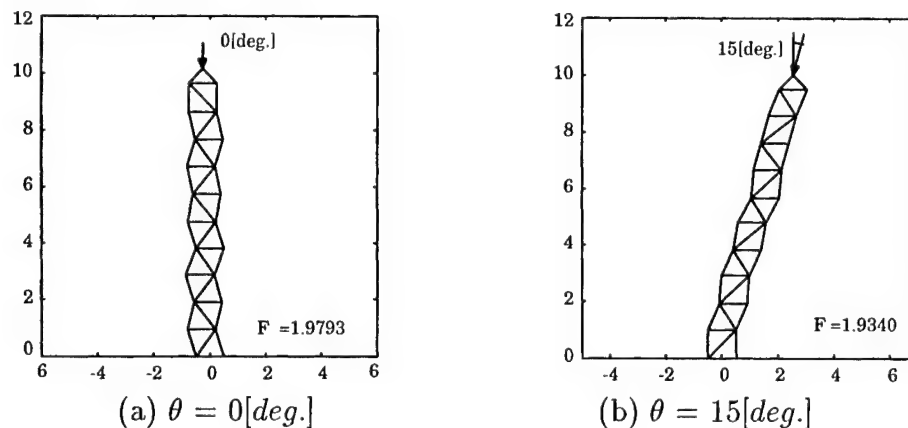 12
10
8
6
4
2
0
6 -4 -2 0 2 4 6
0[deg.]
F =1.9793
(a) θ = 0[deg.]
12
10
8
6
4
2
0
-4 -2 0 2 4 6
15[deg.]
F =1.9340
(b) θ = 15[deg.]